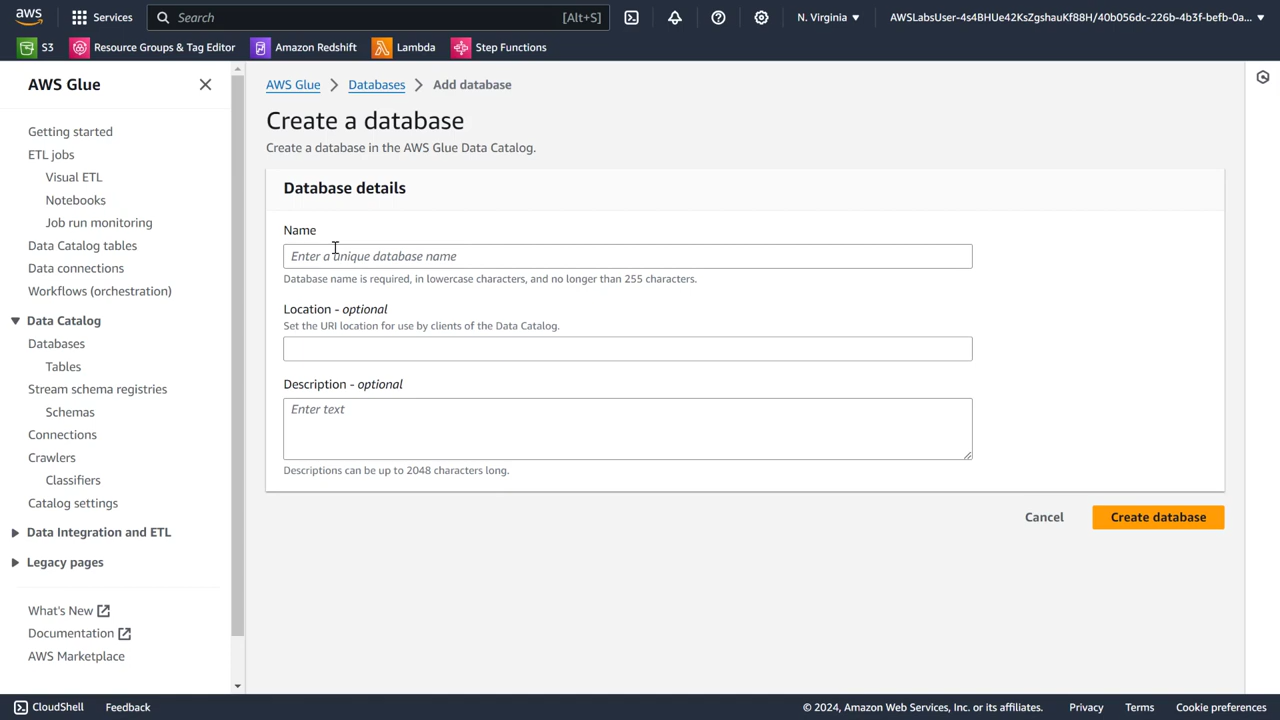 aws Services Search [Alt+S] N. Virginia ▼ AWSLabsUser-4s4BHUe42KsZgshauKf88H/40b056dc-226b-4b3f-befb-0a... ▼
S3 Resource Groups & Tag Editor Amazon Redshift Lambda Step Functions
AWS Glue
Getting started
ETL jobs
Visual ETL
Notebooks
Job run monitoring
Data Catalog tables
Data connections
Workflows (orchestration)
Data Catalog
Databases
Tables
Stream schema registries
Schemas
Connections
Crawlers
Classifiers
Catalog settings
Data Integration and ETL
Legacy pages
What's New
Documentation
AWS Marketplace
AWS Glue > Databases > Add database
Create a database
Create a database in the AWS Glue Data Catalog.
Database details
Name
Enter a unique database name
Database name is required, in lowercase characters, and no longer than 255 characters.
Location - optional
Set the URI location for use by clients of the Data Catalog.
Description - optional
Enter text
Descriptions can be up to 2048 characters long.
Cancel Create database
CloudShell Feedback © 2024, Amazon Web Services, Inc. or its affiliates. Privacy Terms Cookie preferences